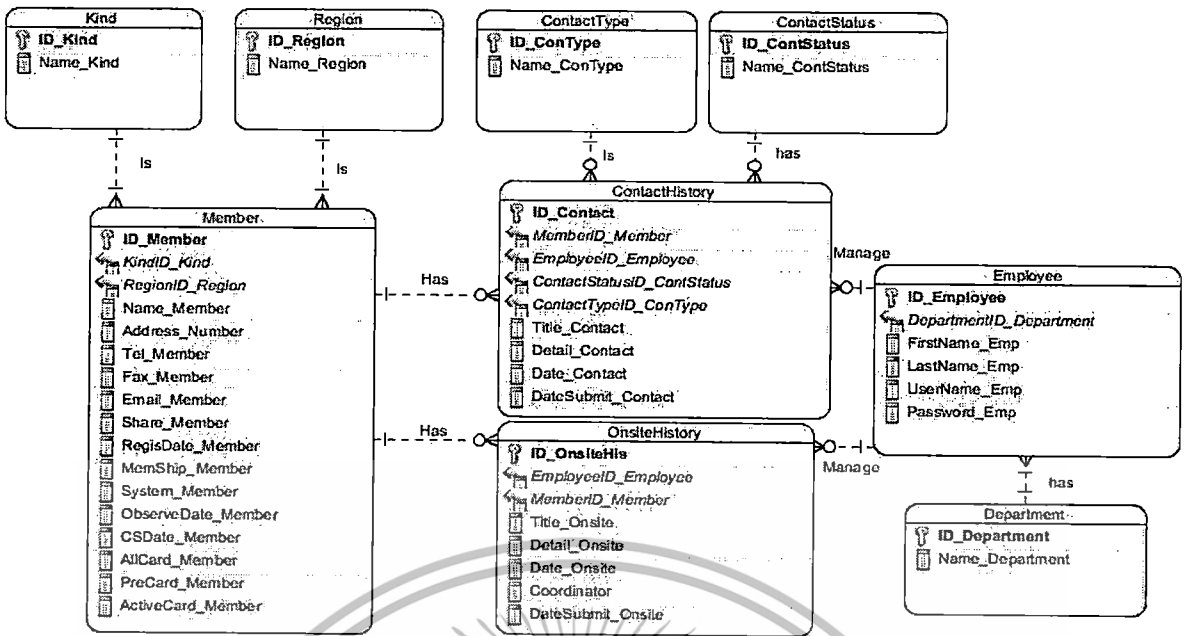 Kind
ID_Kind
Name_Kind
Region
ID_Region
Name_Region
ContactType
ID_ConType
Name_ConType
ContactStatus
ID_ContStatus
Name_ContStatus
Is
Is
Is
has
Member
ID_Member
KindID_Kind
RegionID_Region
Name_Member
Address_Number
Tel_Member
Fax_Member
Email_Member
Share_Member
RegisDate_Member
MemShip_Member
System_Member
ObserveDate_Member
CSDate_Member
AllCard_Member
PreCard_Member
ActiveCard_Member
Has
Has
ContactHistory
ID_Contact
MemberID_Member
EmployeeID_Employee
ContactStatusID_ContStatus
ContactTypeID_ConType
Title_Contact
Detail_Contact
Date_Contact
DateSubmit_Contact
OnsiteHistory
ID_OnsiteHis
EmployeeID_Employee
MemberID_Member
Title_Onsite
Detail_Onsite
Date_Onsite
Coordinator
DateSubmit_Onsite
Manage
Manage
Employee
ID_Employee
DepartmentID_Department
FirstName_Emp
LastName_Emp
UserName_Emp
Password_Emp
has
Department
ID_Department
Name_Department